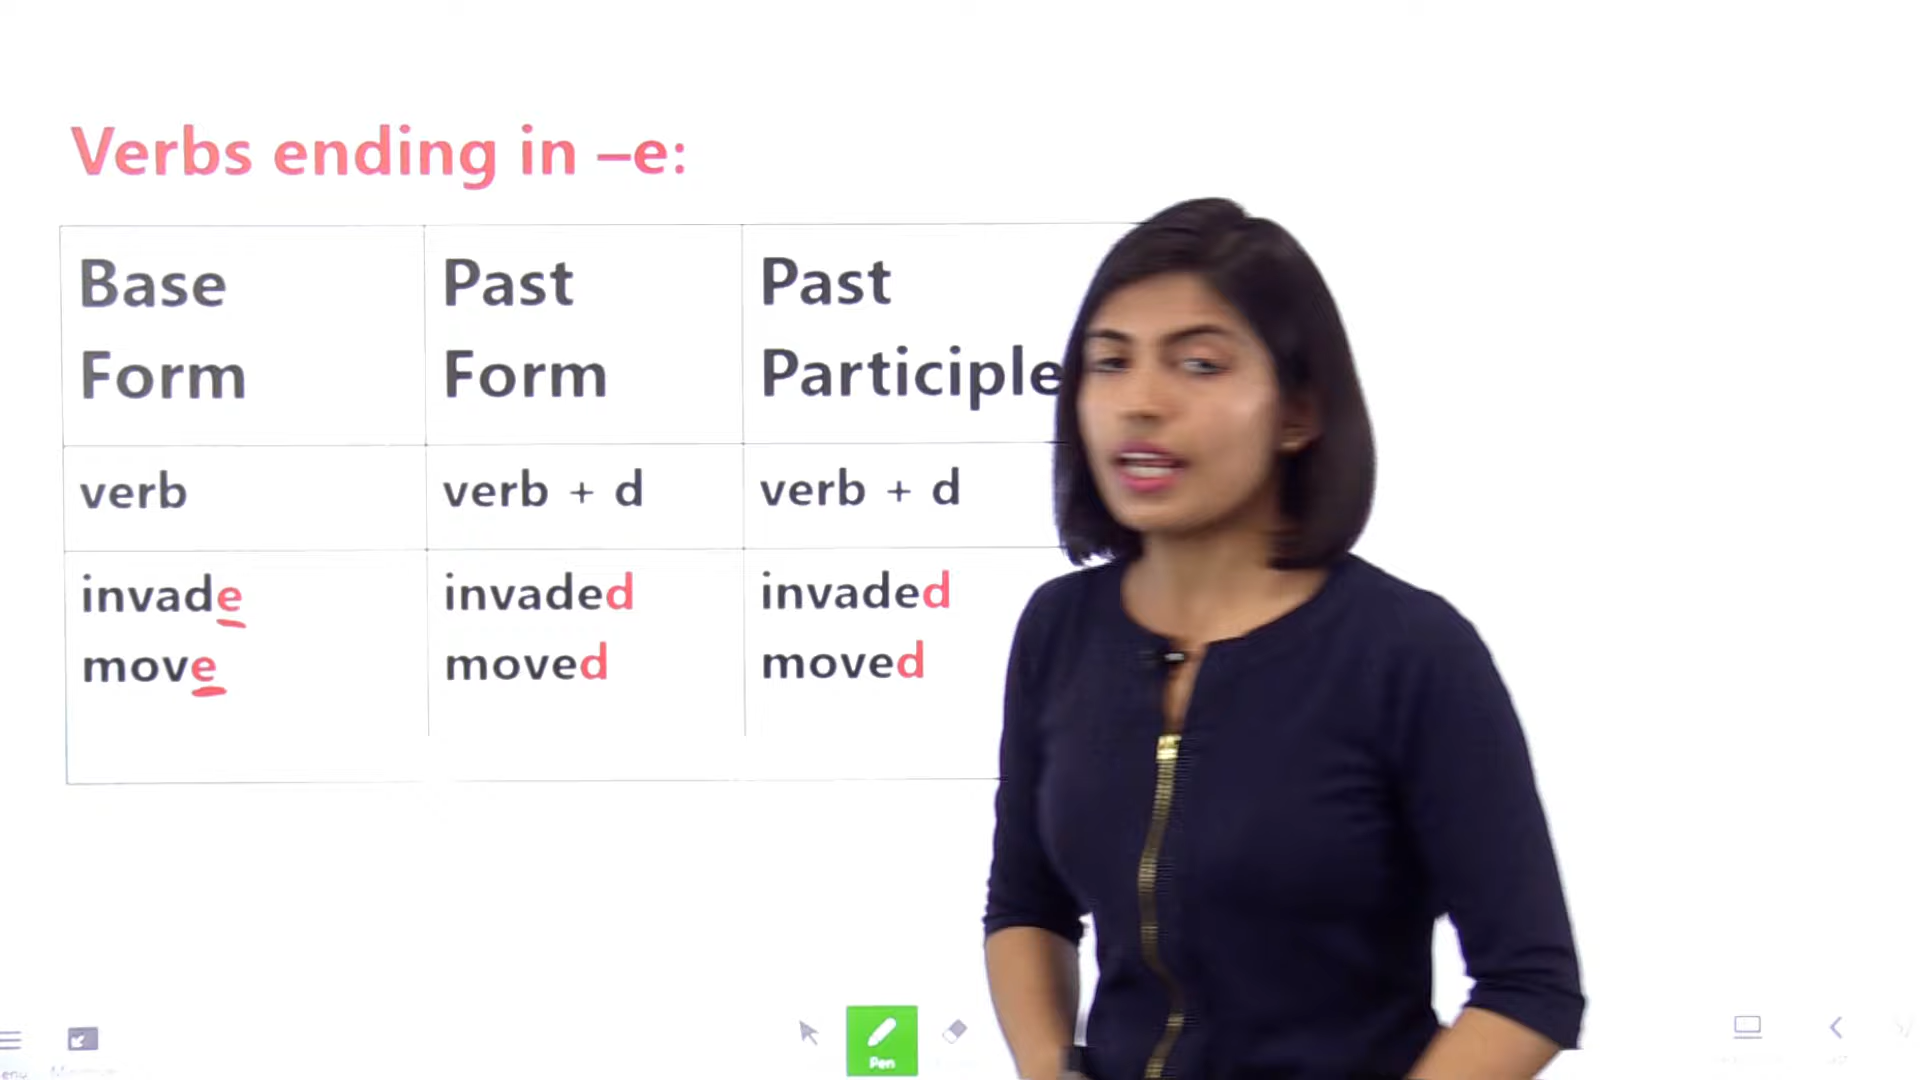 Verbs ending in –e:
Base Form
Past Form
Past Participle
verb
verb + d
verb + d
invade
invaded
invaded
move
moved
moved
Pen